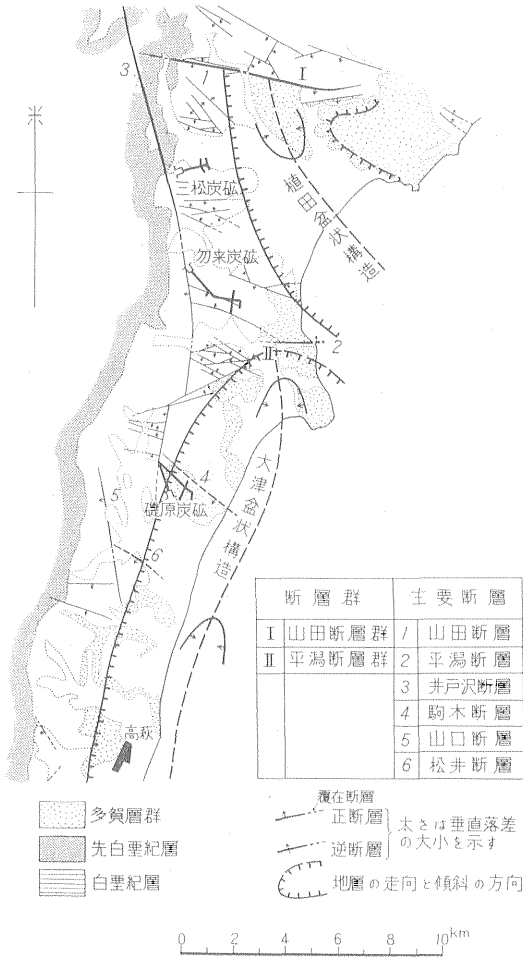 米
3
1
I
三松炭砿
植田盆状構造
勿来炭砿
2
II
4
大津盆状構造
磯原炭砿
5
6
高萩
断層群 主要断層
I 山田断層群 1 山田断層
II 平潟断層群 2 平潟断層
3 井戸沢断層
4 駒木断層
5 山口断層
6 松井断層
多賀層群
先白亜紀層
白亜紀層
覆在断層
正断層
逆断層
太さは垂直落差
の大小を示す
地層の走向と傾斜の方向
0 2 4 6 8 10km